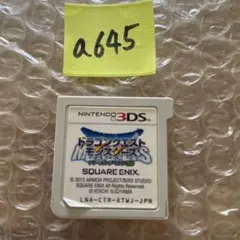 a645
NINTENDO 3DS
ドラゴンクエスト
モンスターズ
MONSTERS
SQUARE ENIX
© 2012 ARMOR PROJECT/BIRD STUDIO/
SQUARE ENIX All Rights Reserved.
© KOICHI SUGIYAMA
LNA-CTR-ATWJ-JPN